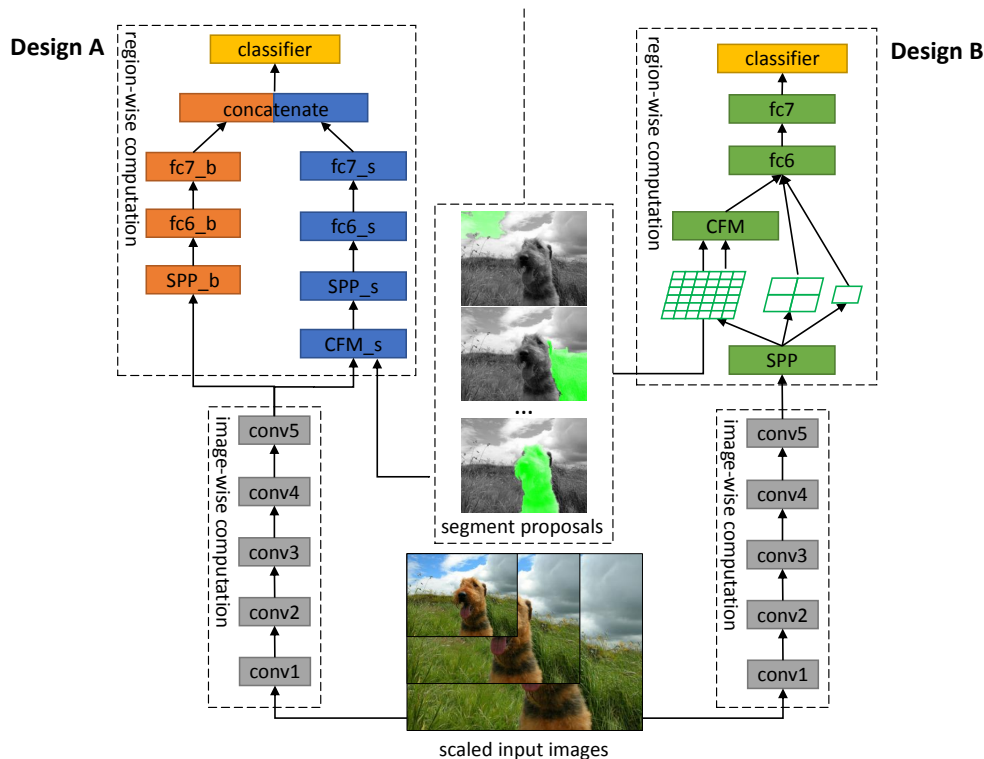 Design A
region-wise computation
classifier
concatenate
fc7_b
fc7_s
fc6_b
fc6_s
SPP_b
SPP_s
CFM_s
image-wise computation
conv5
conv4
conv3
conv2
conv1
...
segment proposals
scaled input images
Design B
region-wise computation
classifier
fc7
fc6
CFM
SPP
image-wise computation
conv5
conv4
conv3
conv2
conv1